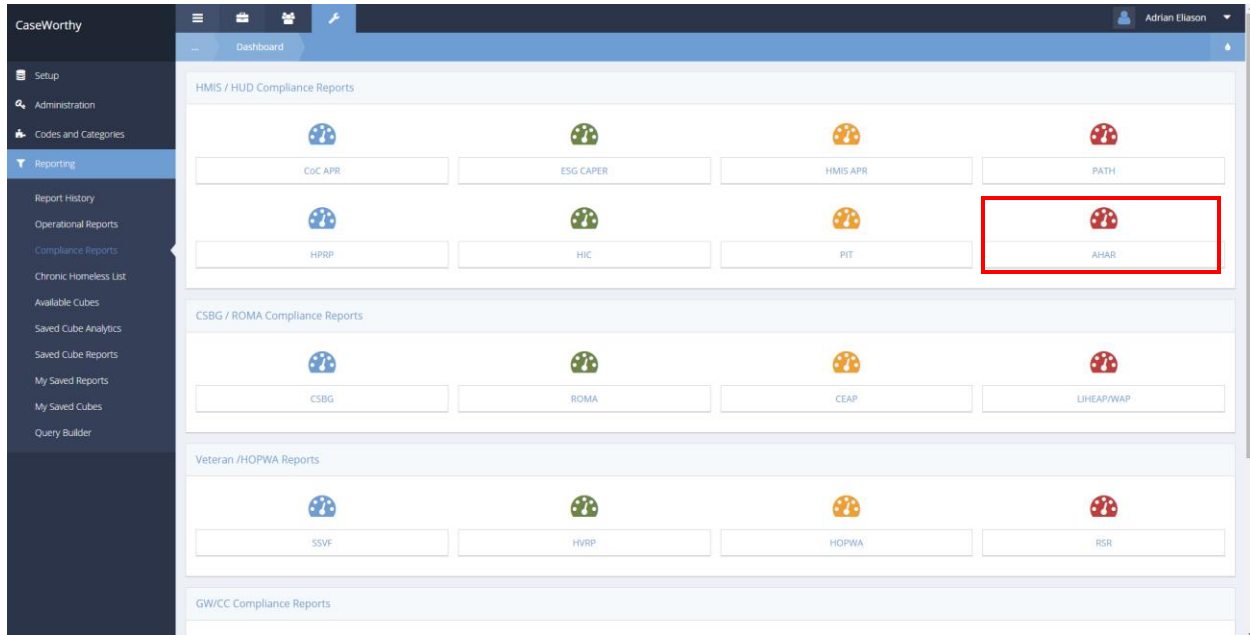 CaseWorthy
Adrian Eliason
... Dashboard
Setup
Administration
Codes and Categories
Reporting
Report History
Operational Reports
Compliance Reports
Chronic Homeless List
Available Cubes
Saved Cube Analytics
Saved Cube Reports
My Saved Reports
My Saved Cubes
Query Builder
HMIS / HUD Compliance Reports
CoC APR ESG CAPER HMIS APR PATH
HPRP HIC PIT AHAR
CSBG / ROMA Compliance Reports
CSBG ROMA CEAP LIHEAP/WAP
Veteran /HOPWA Reports
SSVF HVRP HOPWA RSR
GW/CC Compliance Reports